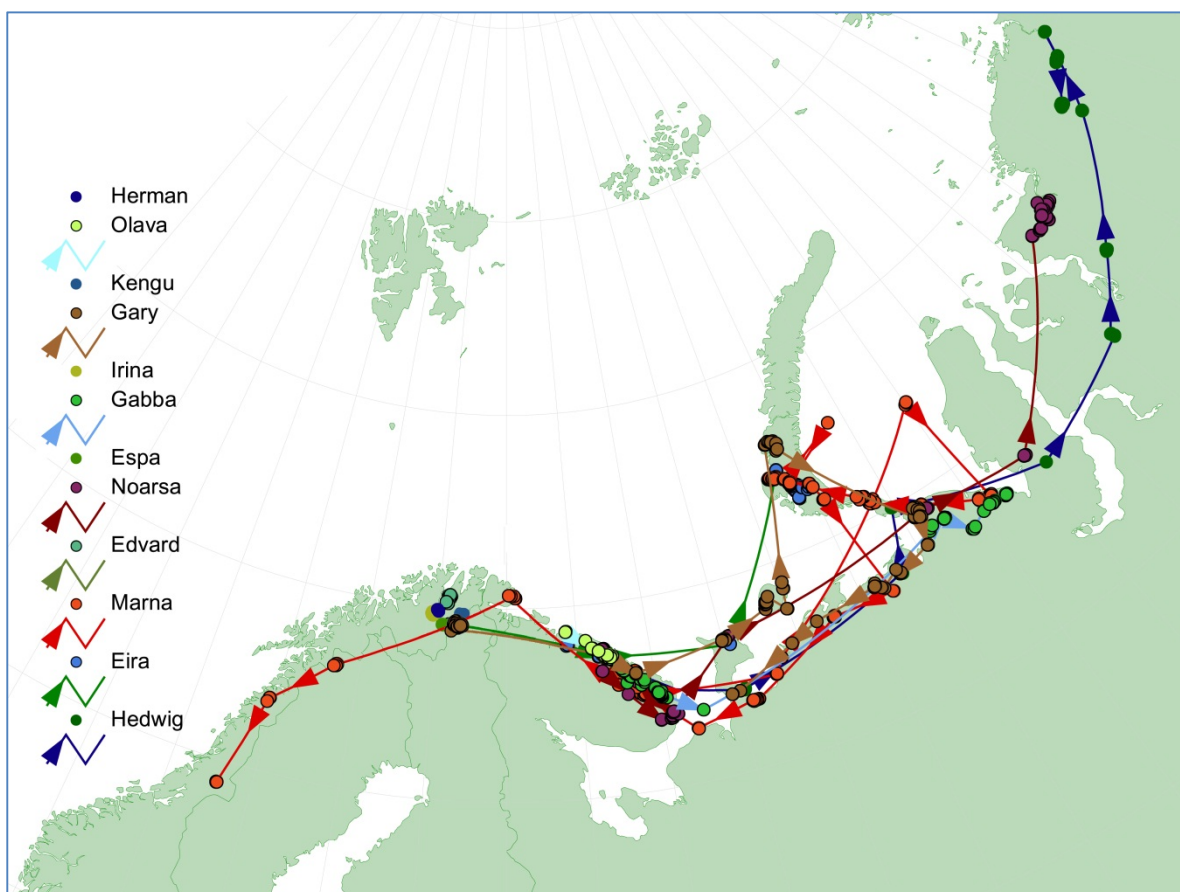 Herman
Olava
Kengu
Gary
Irina
Gabba
Espa
Noarsa
Edvard
Marna
Eira
Hedwig